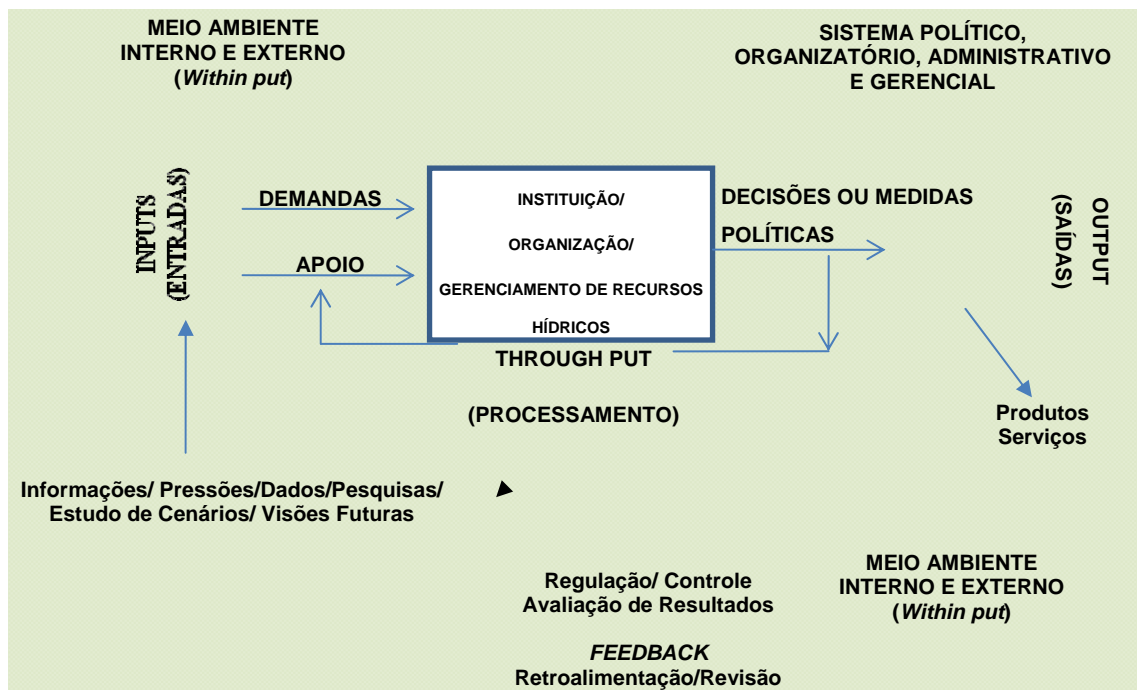 MEIO AMBIENTE
INTERNO E EXTERNO
(Within put)
SISTEMA POLÍTICO,
ORGANIZATÓRIO, ADMINISTRATIVO
E GERENCIAL
INPUTS
(ENTRADAS)
DEMANDAS
APOIO
INSTITUIÇÃO/
ORGANIZAÇÃO/
GERENCIAMENTO DE RECURSOS
HÍDRICOS
DECISÕES OU MEDIDAS
POLÍTICAS
OUTPUT
(SAÍDAS)
THROUGH PUT
(PROCESSAMENTO)
Produtos
Serviços
Informações/ Pressões/Dados/Pesquisas/
Estudo de Cenários/ Visões Futuras
MEIO AMBIENTE
INTERNO E EXTERNO
(Within put)
Regulação/ Controle
Avaliação de Resultados
FEEDBACK
Retroalimentação/Revisão